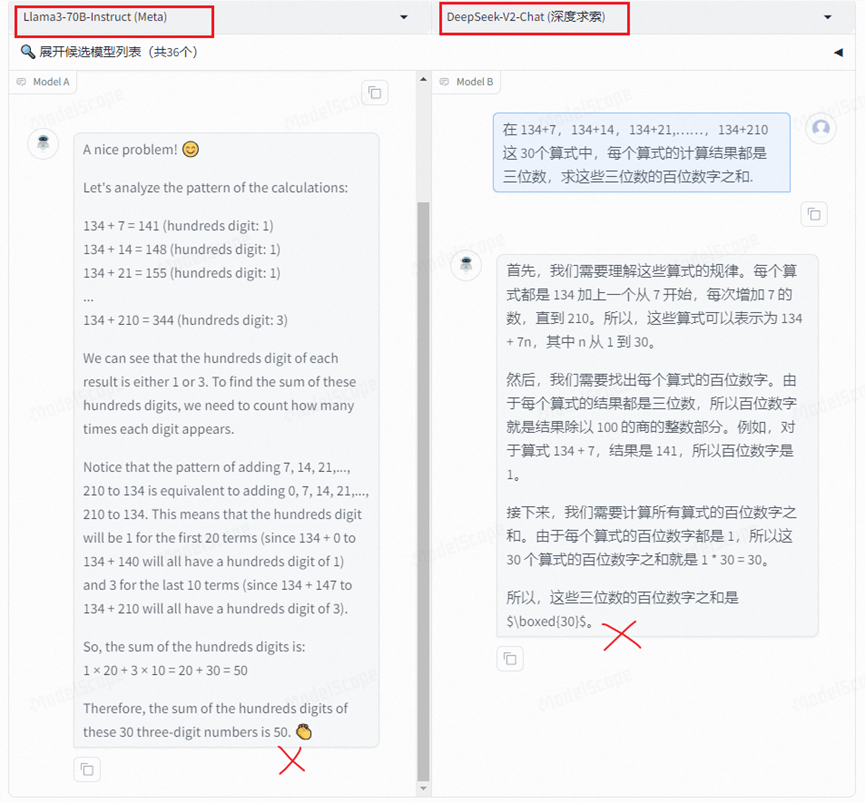 Llama3-70B-Instruct (Meta)
DeepSeek-V2-Chat (深度求索)
展开候选模型列表（共36个）
Model A
A nice problem!
Let's analyze the pattern of the calculations:
134 + 7 = 141 (hundreds digit: 1)
134 + 14 = 148 (hundreds digit: 1)
134 + 21 = 155 (hundreds digit: 1)
...
134 + 210 = 344 (hundreds digit: 3)
We can see that the hundreds digit of each
result is either 1 or 3. To find the sum of these
hundreds digits, we need to count how many
times each digit appears.
Notice that the pattern of adding 7, 14, 21,...,
210 to 134 is equivalent to adding 0, 7, 14, 21,...,
210 to 134. This means that the hundreds digit
will be 1 for the first 20 terms (since 134 + 0 to
134 + 140 will all have a hundreds digit of 1)
and 3 for the last 10 terms (since 134 + 147 to
134 + 210 will all have a hundreds digit of 3).
So, the sum of the hundreds digits is:
1 × 20 + 3 × 10 = 20 + 30 = 50
Therefore, the sum of the hundreds digits of
these 30 three-digit numbers is 50.
Model B
在 134+7，134+14，134+21,……，134+210
这 30个算式中，每个算式的计算结果都是
三位数，求这些三位数的百位数字之和.
首先，我们需要理解这些算式的规律。每个算
式都是 134 加上一个从 7 开始，每次增加 7 的
数，直到 210。所以，这些算式可以表示为 134
+ 7n，其中 n 从 1 到 30。
然后，我们需要找出每个算式的百位数字。由
于每个算式的结果都是三位数，所以百位数字
就是结果除以 100 的商的整数部分。例如，对
于算式 134 + 7，结果是 141，所以百位数字是
1。
接下来，我们需要计算所有算式的百位数字之
和。由于每个算式的百位数字都是 1，所以这
30 个算式的百位数字之和就是 1 * 30 = 30。
所以，这些三位数的百位数字之和是
$\boxed{30}$。
ModelScope